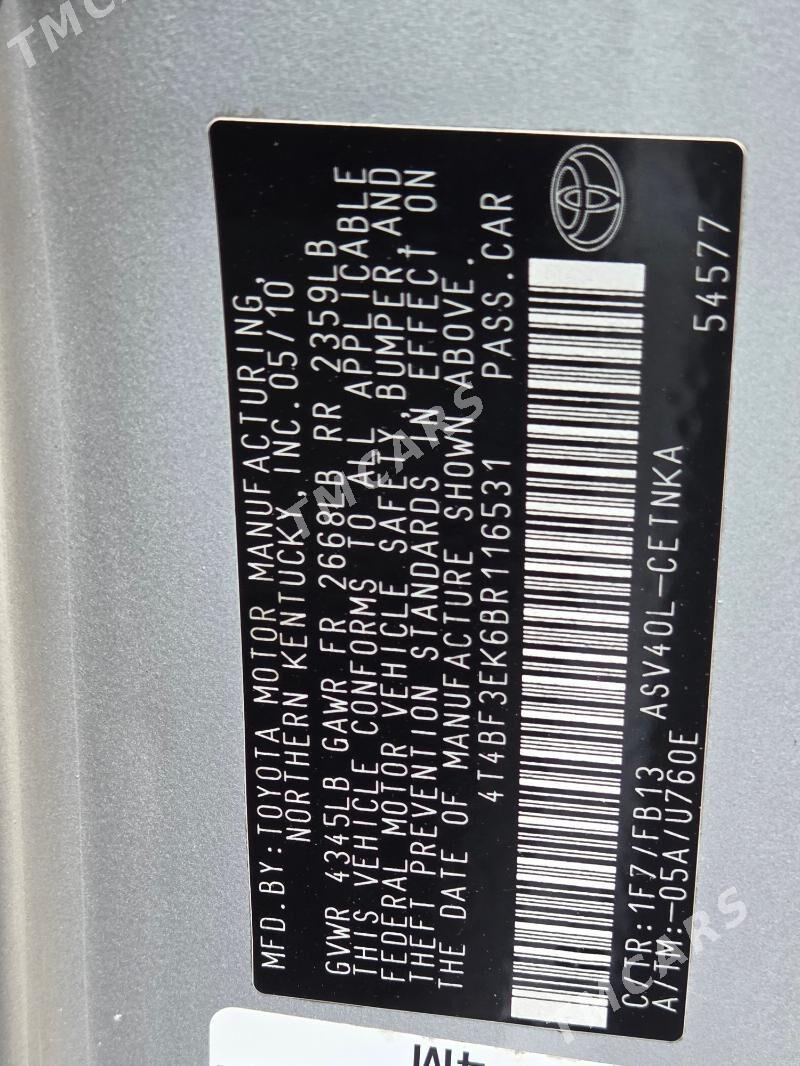 MFD.BY:TOYOTA MOTOR MANUFACTURING,
NORTHERN KENTUCKY, INC.05/10
GVWR 4345LB GAWR FR 2668LB RR 2359LB
THIS VEHICLE CONFORMS TO ALL APPLICABLE
FEDERAL MOTOR VEHICLE SAFETY, BUMPER,AND
THEFT PREVENTION STANDARDS IN EFFECT ON
THE DATE OF MANUFACTURE SHOWN ABOVE.
4T4BF3EK6BR116531 PASS.CAR
C/TR:1F7/FB13 ASV40L-CETNKA 54577
A/TM:-05A/U760E
TMCARS
TMCARS
TMCARS